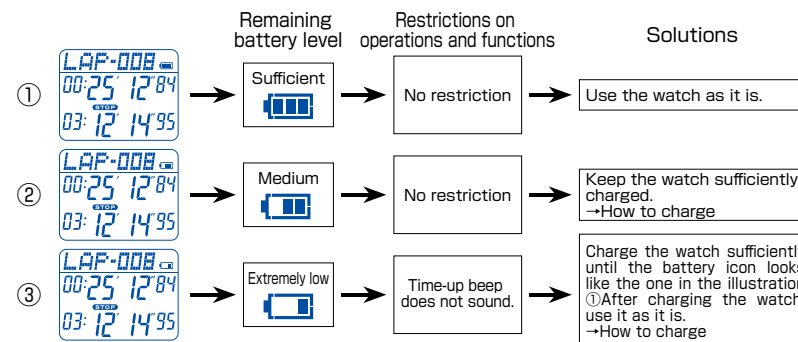 Remaining battery level
Restrictions on operations and functions
Solutions
①
LAP-008
00:25' 12"84
STOP
03: 12' 14"95
Sufficient
No restriction
Use the watch as it is.
②
LAP-008
00:25' 12"84
STOP
03: 12' 14"95
Medium
No restriction
Keep the watch sufficiently
charged.
→How to charge
③
LAP-008
00:25' 12"84
STOP
03: 12' 14"95
Extremely low
Time-up beep
does not sound.
Charge the watch sufficiently
until the battery icon looks
like the one in the illustration
①After charging the watch,
use it as it is.
→How to charge